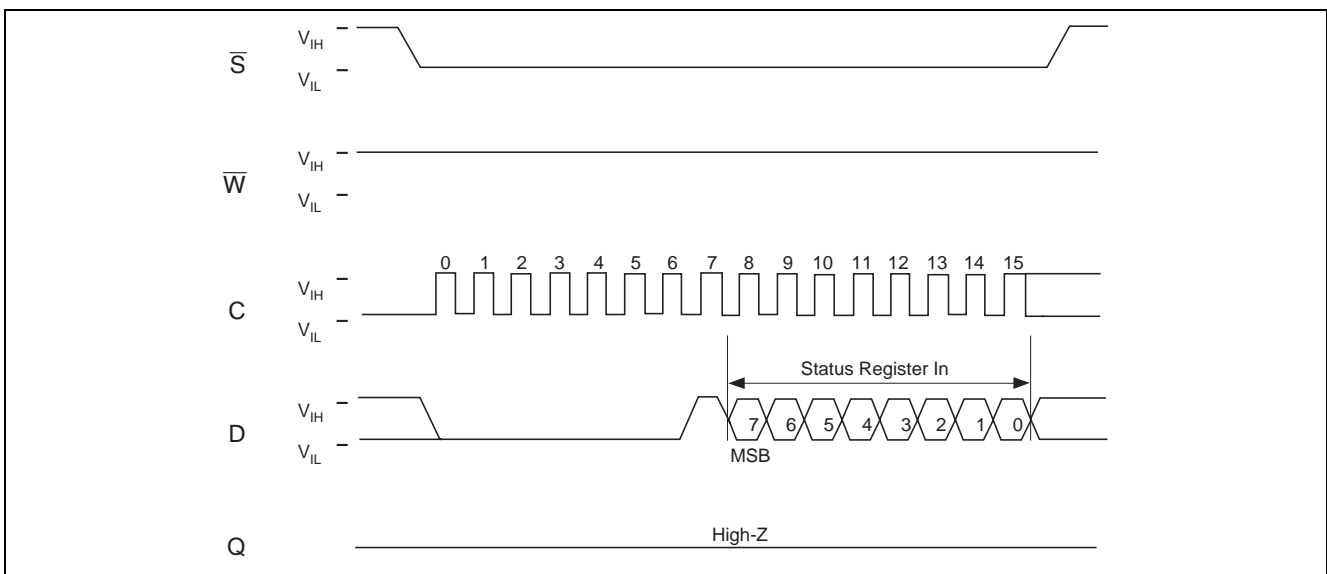 V_IH
S̅
V_IL
V_IH
W̅
V_IL
0 1 2 3 4 5 6 7 8 9 10 11 12 13 14 15
V_IH
C
V_IL
Status Register In
V_IH
D
7 6 5 4 3 2 1 0
V_IL
MSB
High-Z
Q